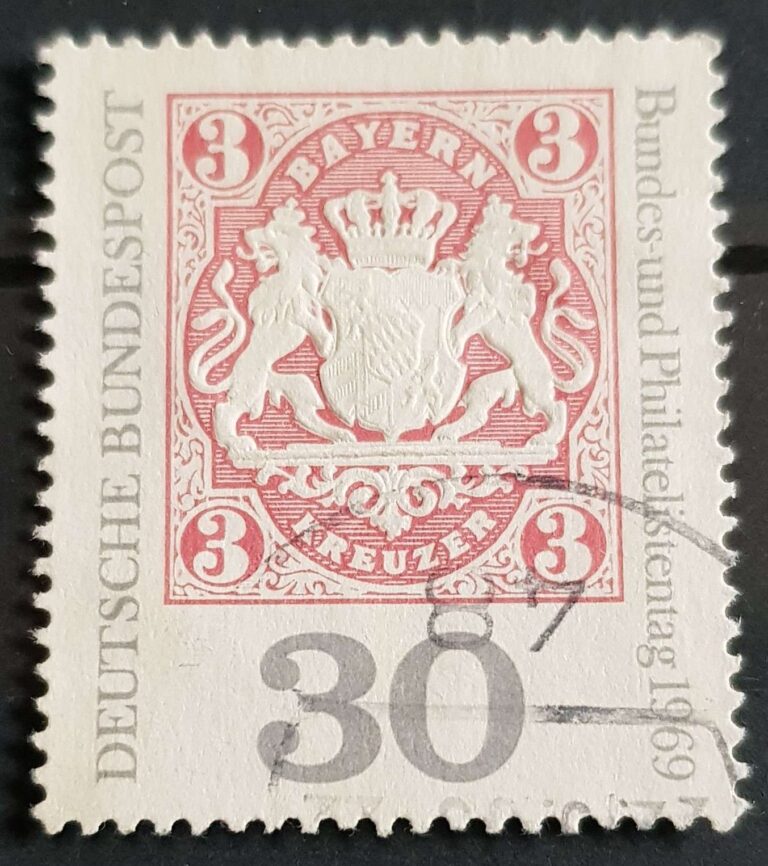 DEUTSCHE BUNDESPOST
3 3
BAYERN
KREUZER
3 3
30
Bundes-und Philatelistentag 1969